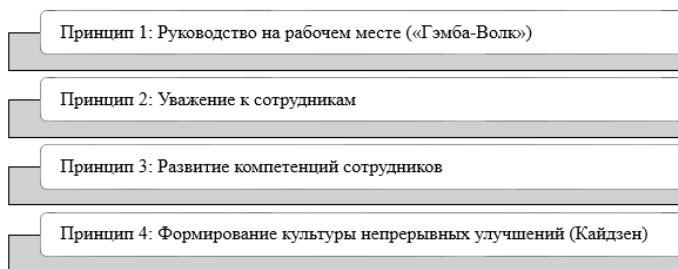 Принцип 1: Руководство на рабочем месте («Гэмба-Волк»)
Принцип 2: Уважение к сотрудникам
Принцип 3: Развитие компетенций сотрудников
Принцип 4: Формирование культуры непрерывных улучшений (Кайдзен)